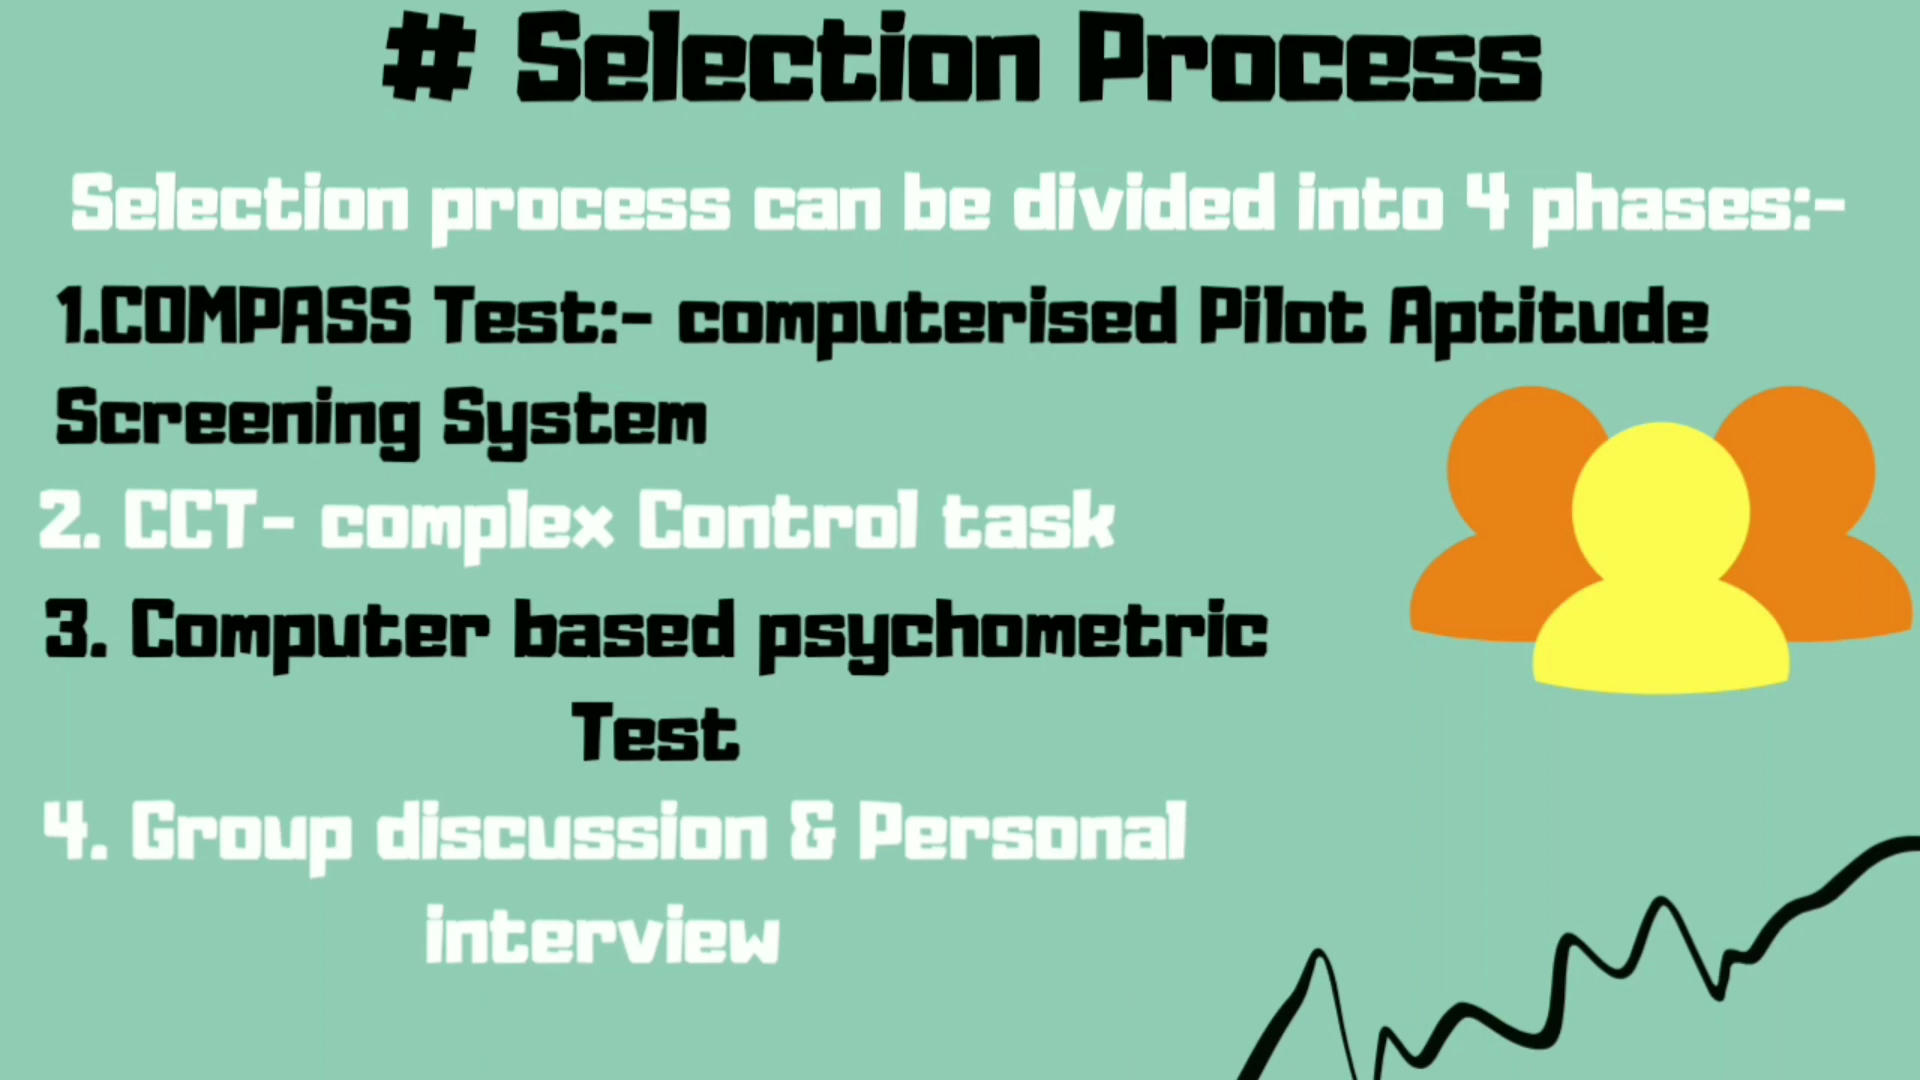 # Selection Process
Selection process can be divided into 4 phases:-
1.COMPASS Test:- computerised Pilot Aptitude
Screening System
2. CCT- complex Control task
3. Computer based psychometric
Test
4. Group discussion & Personal
interview